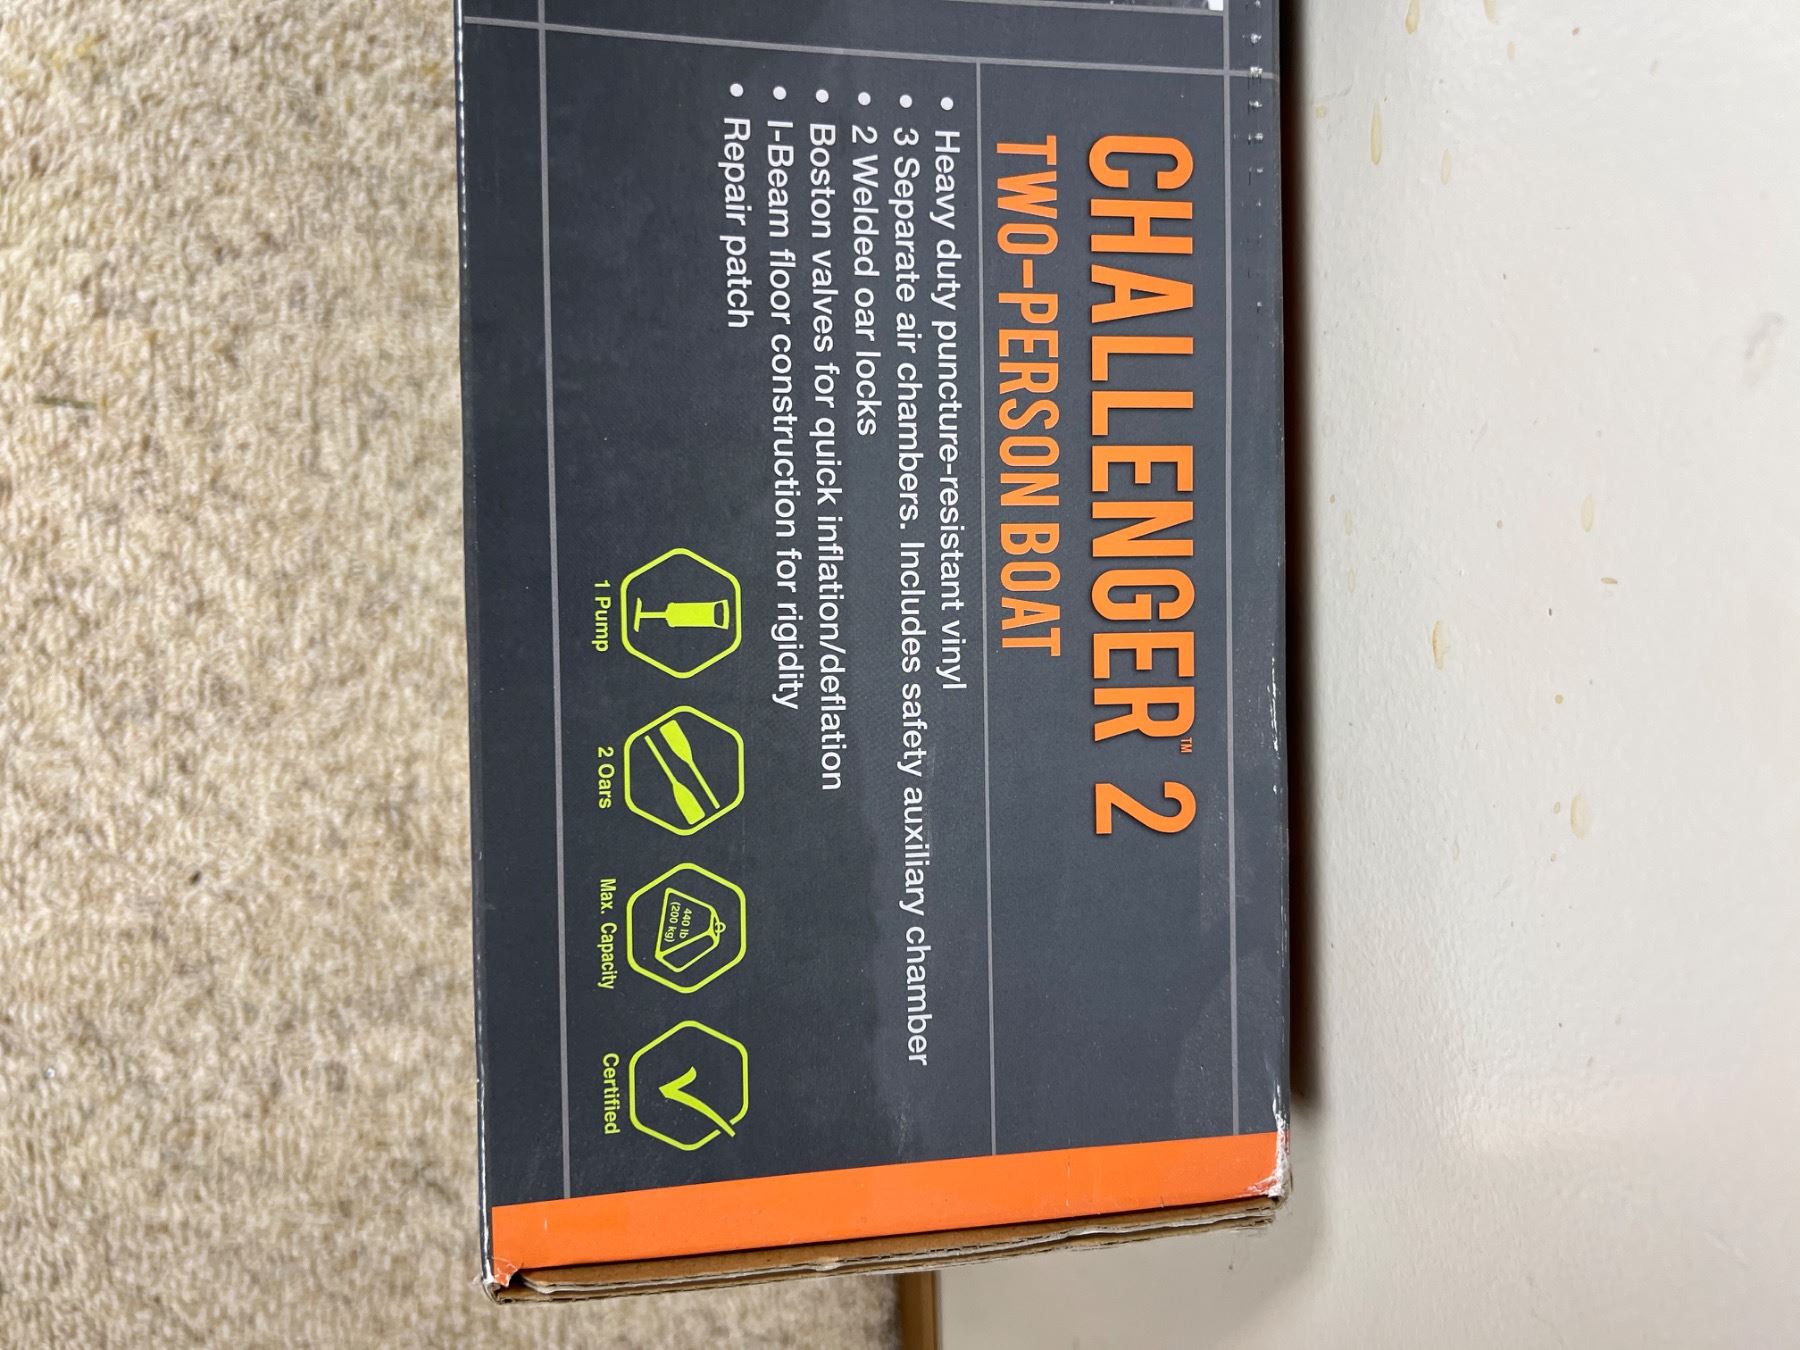 CHALLENGER™ 2
TWO-PERSON BOAT
• Heavy duty puncture-resistant vinyl
• 3 Separate air chambers. Includes safety auxiliary chamber
• 2 Welded oar locks
• Boston valves for quick inflation/deflation
• I-Beam floor construction for rigidity
• Repair patch
440 lb
(200 kg)
1 Pump
2 Oars
Max. Capacity
Certified